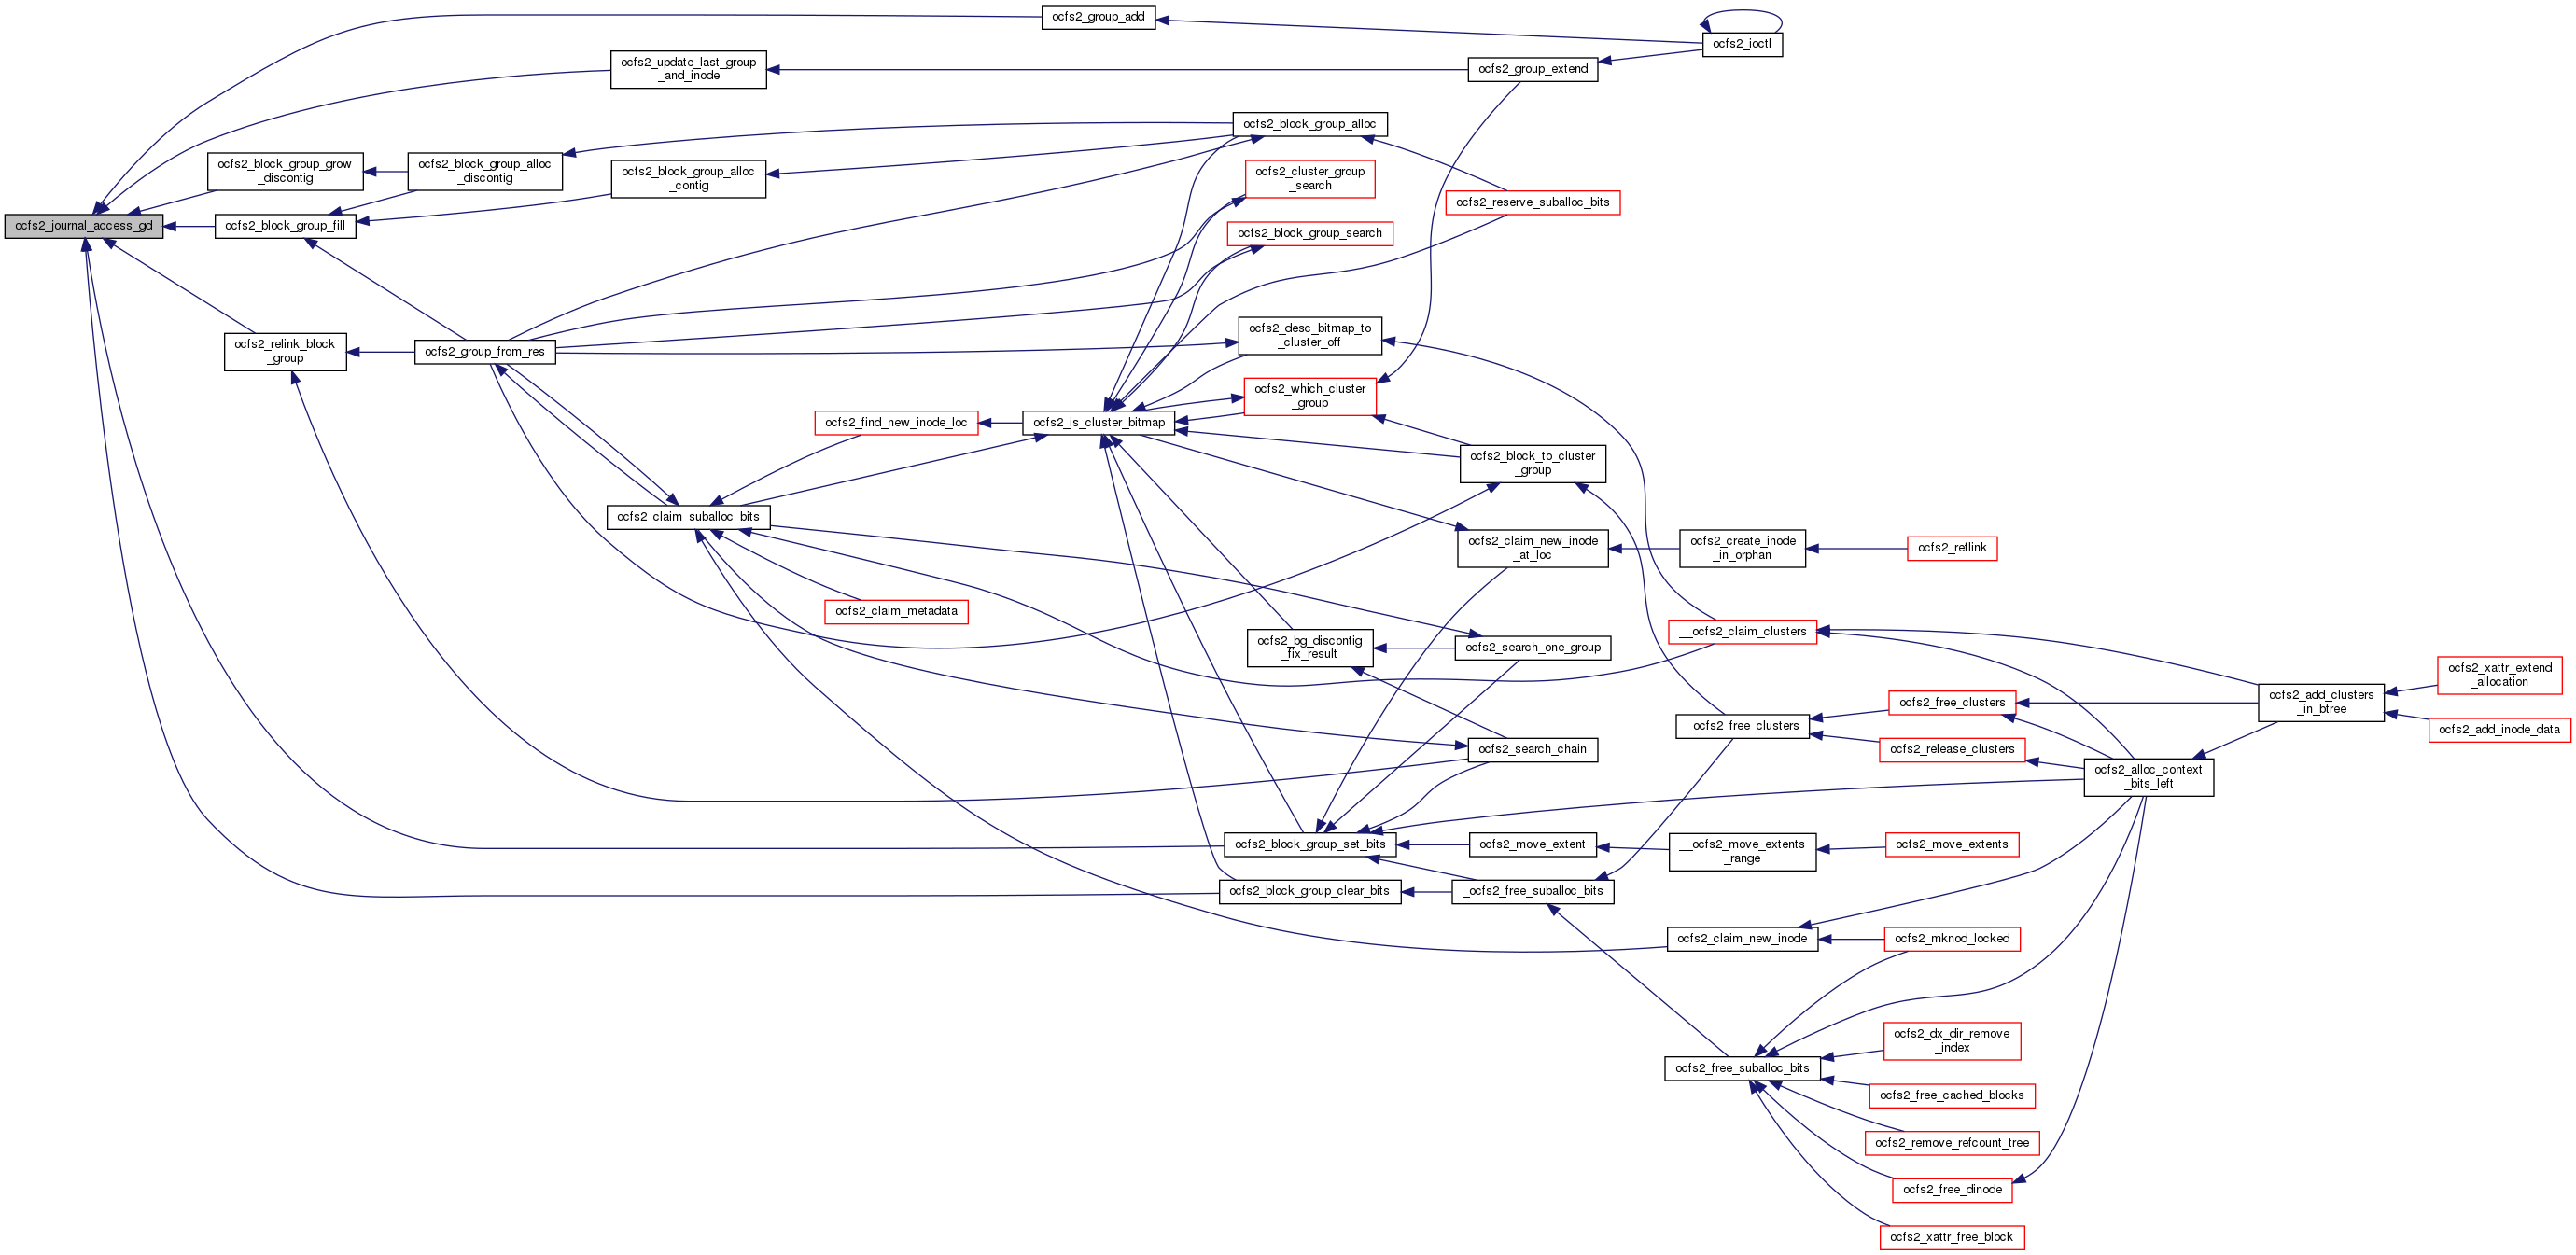 ocfs2_group_add
ocfs2_ioctl
ocfs2_update_last_group
_and_inode
ocfs2_group_extend
ocfs2_block_group_alloc
ocfs2_block_group_grow
_discontig
ocfs2_block_group_alloc
_discontig
ocfs2_block_group_alloc
_contig
ocfs2_cluster_group
_search
ocfs2_reserve_suballoc_bits
ocfs2_journal_access_gd
ocfs2_block_group_fill
ocfs2_block_group_search
ocfs2_relink_block
_group
ocfs2_group_from_res
ocfs2_desc_bitmap_to
_cluster_off
ocfs2_which_cluster
_group
ocfs2_find_new_inode_loc
ocfs2_is_cluster_bitmap
ocfs2_block_to_cluster
_group
ocfs2_claim_suballoc_bits
ocfs2_claim_new_inode
_at_loc
ocfs2_create_inode
_in_orphan
ocfs2_reflink
ocfs2_claim_metadata
ocfs2_bg_discontig
_fix_result
ocfs2_search_one_group
__ocfs2_claim_clusters
ocfs2_xattr_extend
_allocation
ocfs2_add_clusters
_in_btree
ocfs2_free_clusters
_ocfs2_free_clusters
ocfs2_add_inode_data
ocfs2_search_chain
ocfs2_release_clusters
ocfs2_alloc_context
_bits_left
ocfs2_block_group_set_bits
ocfs2_move_extent
__ocfs2_move_extents
_range
ocfs2_move_extents
ocfs2_block_group_clear_bits
_ocfs2_free_suballoc_bits
ocfs2_claim_new_inode
ocfs2_mknod_locked
ocfs2_dx_dir_remove
_index
ocfs2_free_suballoc_bits
ocfs2_free_cached_blocks
ocfs2_remove_refcount_tree
ocfs2_free_dinode
ocfs2_xattr_free_block